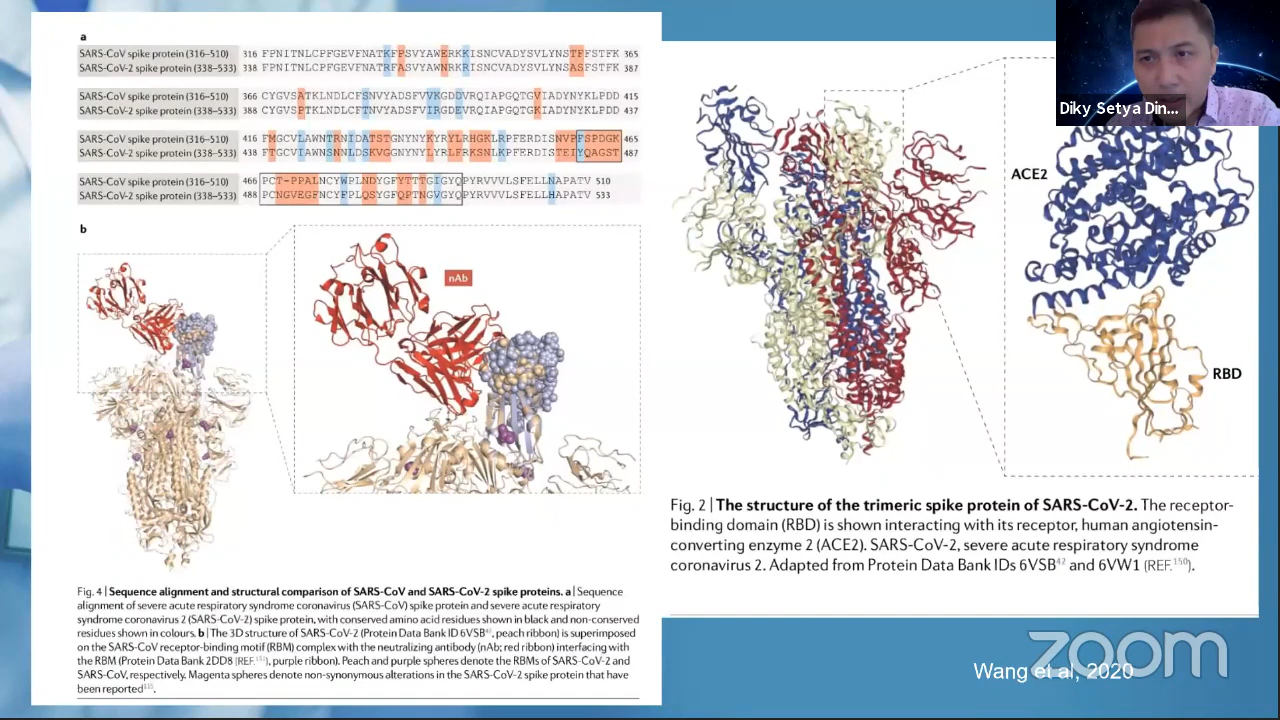 a
SARS-CoV spike protein (316–510) 316 FPNITNLCPFGEVFNATKFPSVYAWERKKISNCVADYSVLYNSTFFSTFK 365
SARS-CoV-2 spike protein (338–533) 338 FPNITNLCPFGEVFNATRFASVYAWNRKRISNCVADYSVLYNSASFSTFK 387
SARS-CoV spike protein (316–510) 366 CYGVSATKLNDLCFSNVYADSFVVKGDDVRQIAPGQTGVIADYNYKLPDD 415
SARS-CoV-2 spike protein (338–533) 388 CYGVSPTKLNDLCFTNVYADSFVIRGDEVRQIAPGQTGKIADYNYKLPDD 437
SARS-CoV spike protein (316–510) 416 FMGCVLAWNTRNIDATSTGNYNYKYRYLRHGKLRPFERDISNVPFSPDGK 465
SARS-CoV-2 spike protein (338–533) 438 FTGCVIAWNSNNLDSKVGGNYNYLYRLFRKSNLKPFERDISTEIYQAGST 487
SARS-CoV spike protein (316–510) 466 PCT-PPALNCYWPLNDYGFYTTTGIGYQPYRVVVLSFELLNAPATV 510
SARS-CoV-2 spike protein (338–533) 488 PCNGVEGFNCYFPLQSYGFQPTNGVGYQPYRVVVLSFELLHAPATV 533
b
nAb
Fig. 4 | Sequence alignment and structural comparison of SARS-CoV and SARS-CoV-2 spike proteins. a | Sequence
alignment of severe acute respiratory syndrome coronavirus (SARS-CoV) spike protein and severe acute respiratory
syndrome coronavirus 2 (SARS-CoV-2) spike protein, with conserved amino acid residues shown in black and non-conserved
residues shown in colours. b | The 3D structure of SARS-CoV-2 (Protein Data Bank ID 6VSB, peach ribbon) is superimposed
on the SARS-CoV receptor-binding motif (RBM) complex with the neutralizing antibody (nAb; red ribbon) interfacing with
the RBM (Protein Data Bank 2DD8 (REF.), purple ribbon). Peach and purple spheres denote the RBMs of SARS-CoV-2 and
SARS-CoV, respectively. Magenta spheres denote non-synonymous alterations in the SARS-CoV-2 spike protein that have
been reported.
Diky Setya Din...
ACE2
RBD
Fig. 2 | The structure of the trimeric spike protein of SARS-CoV-2. The receptor-
binding domain (RBD) is shown interacting with its receptor, human angiotensin-
converting enzyme 2 (ACE2). SARS-CoV-2, severe acute respiratory syndrome
coronavirus 2. Adapted from Protein Data Bank IDs 6VSB42 and 6VW1 (REF.150).
Wang et al, 2020
zoom